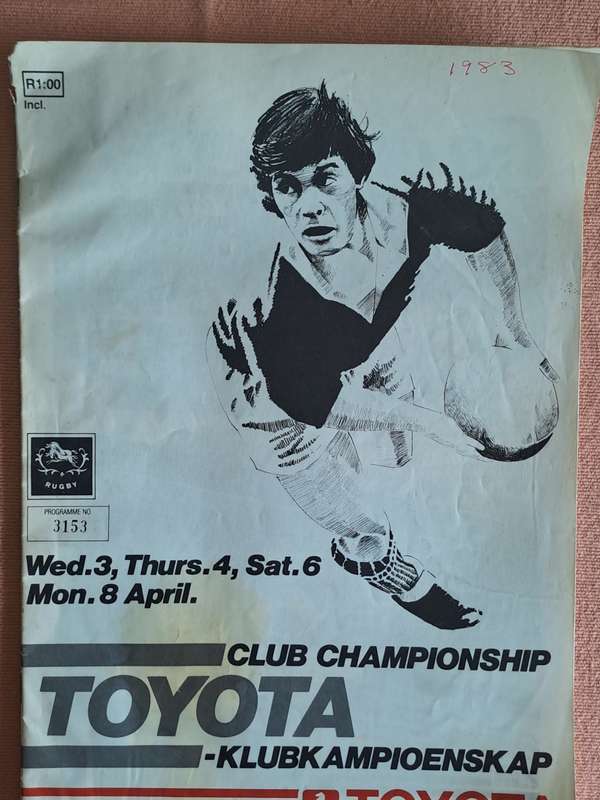 1983
R1:00
Incl.
RUGBY
PROGRAMME NO
3153
Wed.3, Thurs.4, Sat.6
Mon. 8 April.
CLUB CHAMPIONSHIP
TOYOTA
-KLUBKAMPIOENSKAP
TOYOTA